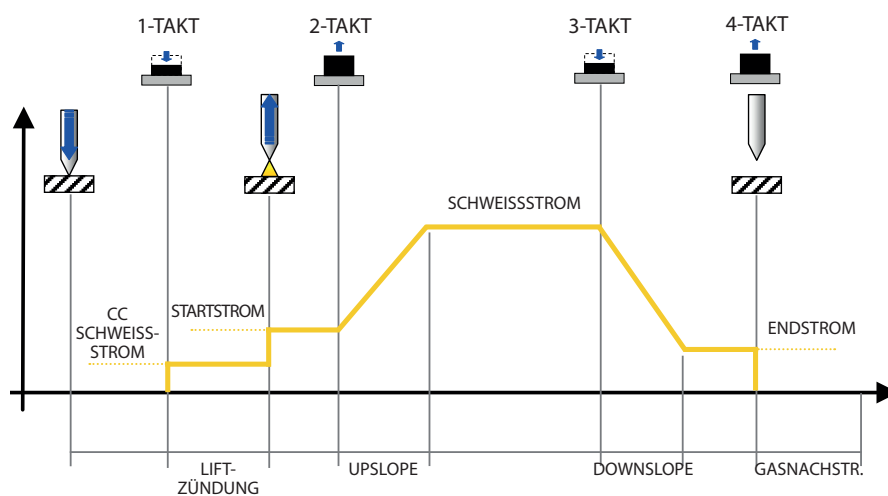 1-TAKT
2-TAKT
3-TAKT
4-TAKT
SCHWEISSSTROM
CC
SCHWEISS-
STROM
STARTSTROM
ENDSTROM
LIFT-
ZÜNDUNG
UPSLOPE
DOWNSLOPE
GASNACHSTR.